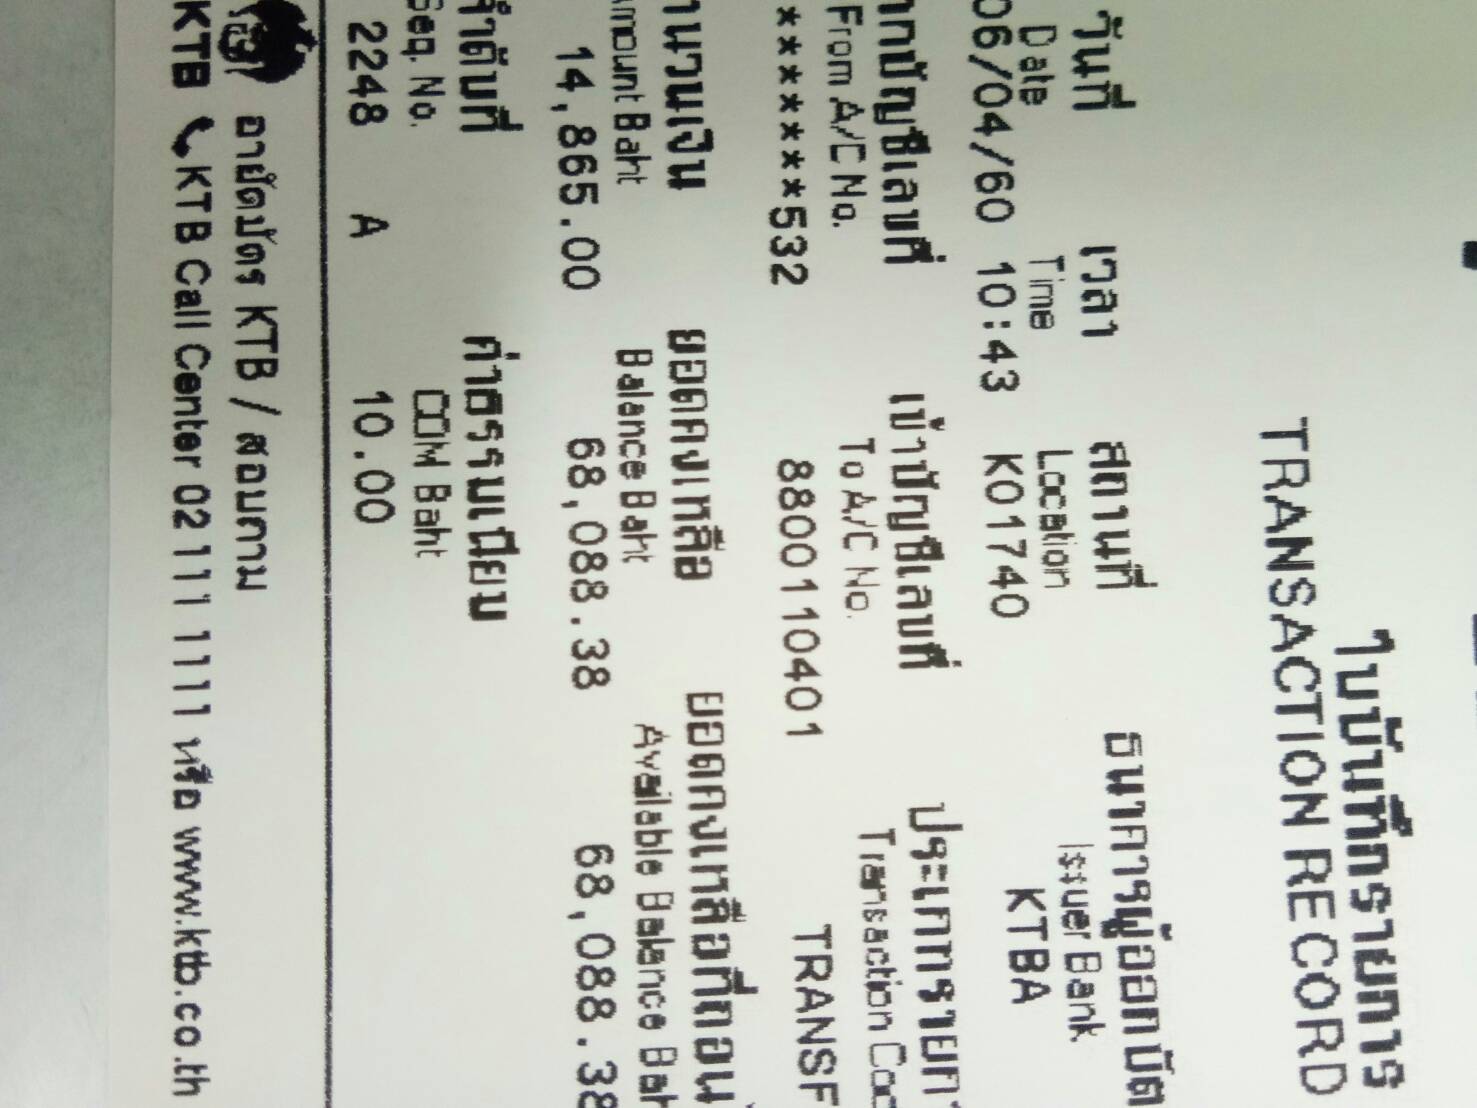 ใบบันทึกรายการ
TRANSACTION RECORD
วันที่ เวลา สถานที่ ธนาคารผู้ออกบัต
Date Time Location Issuer Bank
06/04/60 10:43 K01740 KTBA
ากบัญชีเลขที่ เข้าบัญชีเลขที่ ประเภทรายกา
From A/C No. To A/C No. Transaction Cod
*******532 8800110401 TRANSF
านวนเงิน ยอดคงเหลือ ยอดคงเหลือที่ถอน
Amount Baht Balance Baht Available Balance Bah
14,865.00 68,088.38 68,088.38
ลำดับที่ ค่าธรรมเนียม
Seq. No. COM Baht
2248 A 10.00
อายัดบัตร KTB / สอบถาม
KTB KTB Call Center 02 111 1111 หรือ www.ktb.co.th